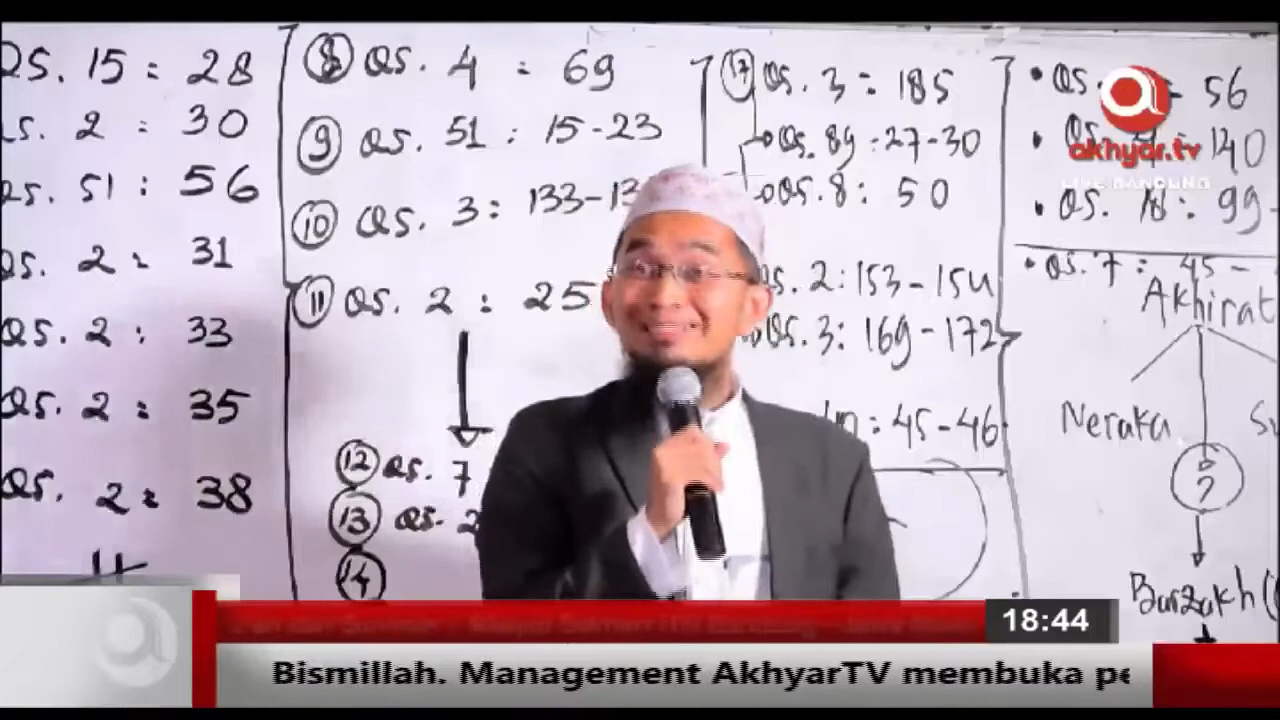 QS. 15 : 28
QS. 2 : 30
QS. 51 : 56
QS. 2 : 31
QS. 2 : 33
QS. 2 : 35
QS. 2 : 38
8 QS. 4 : 69
9 QS. 51 : 15-23
10 QS. 3 : 133-13
11 QS. 2 : 25
12 QS. 7
13 QS. 2
14
17 QS. 3 : 185
QS. 89 : 27-30
QS. 8 : 50
QS. 2 : 153-154
QS. 3 : 169-172
: 45-46
QS. 56
QS. 140
QS. 18 : 99-
QS. 7 : 45-
Akhirat
Neraka
?
Barzakh (
akhyar.tv
LIVE BANDUNG
18:44
Bismillah. Management AkhyarTV membuka pe